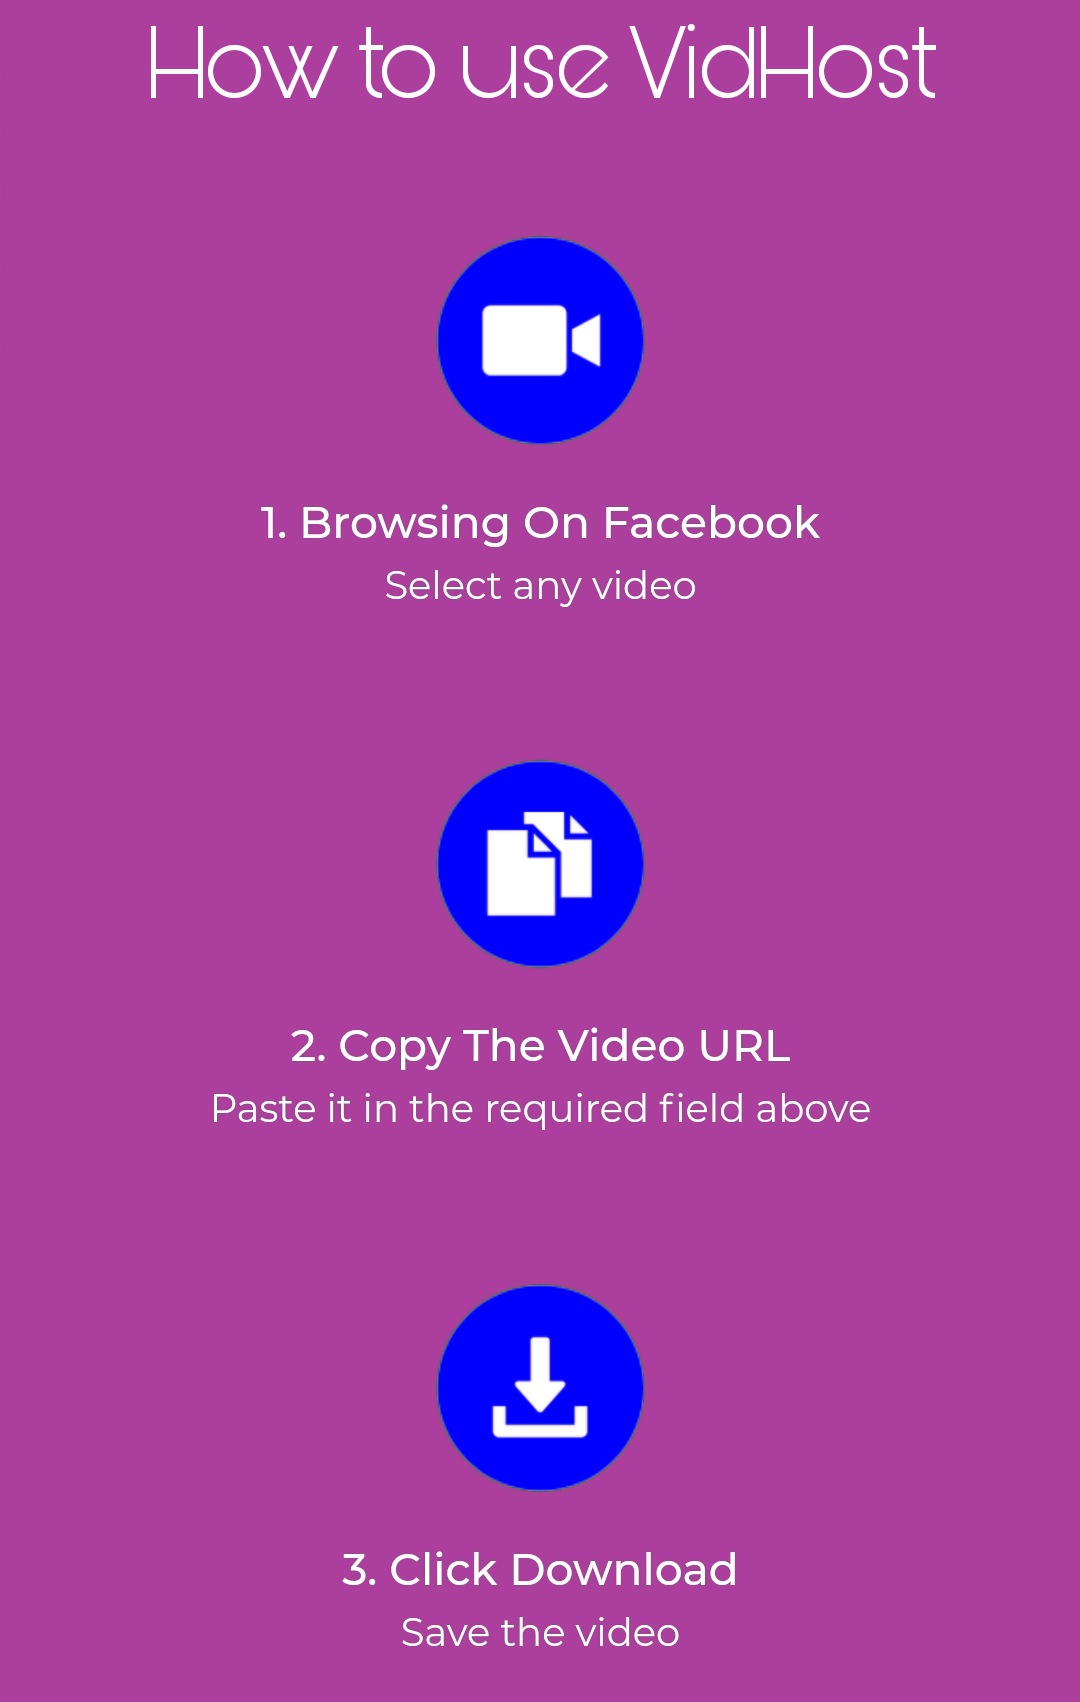 How to use VidHost
1. Browsing On Facebook
Select any video
2. Copy The Video URL
Paste it in the required field above
3. Click Download
Save the video